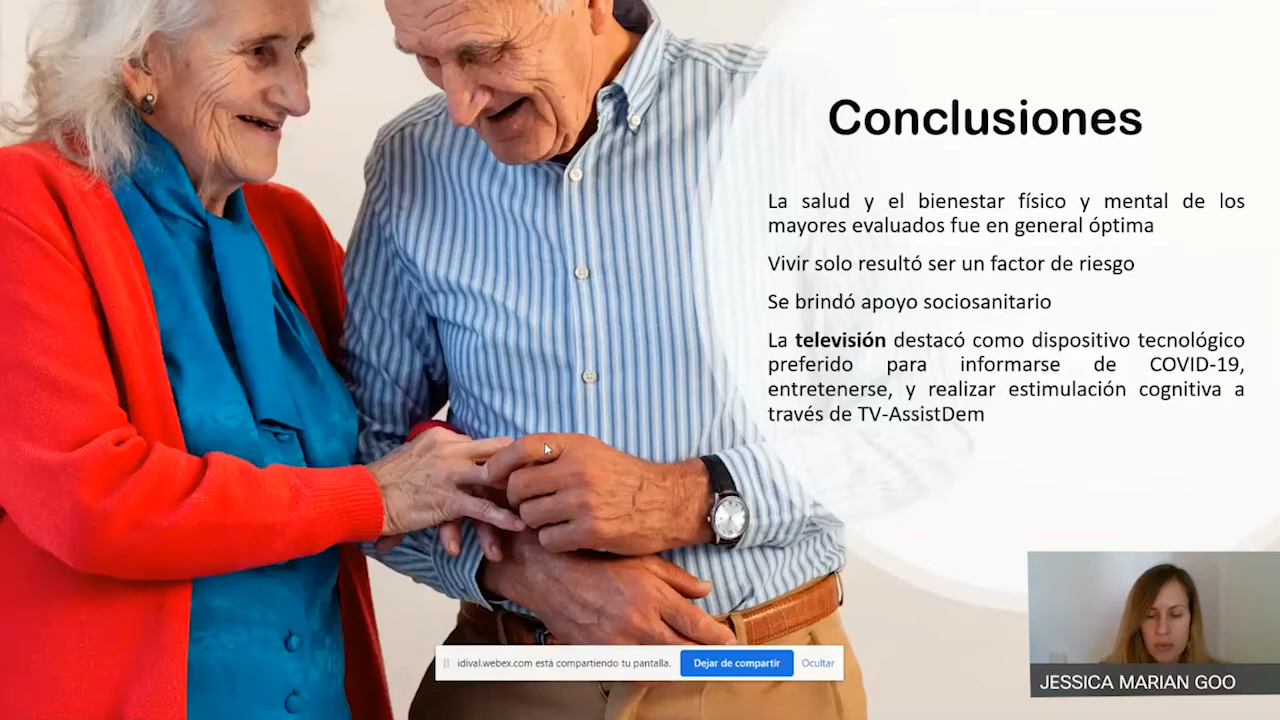 Conclusiones
La salud y el bienestar físico y mental de los
mayores evaluados fue en general óptima
Vivir solo resultó ser un factor de riesgo
Se brindó apoyo sociosanitario
La televisión destacó como dispositivo tecnológico
preferido para informarse de COVID-19,
entretenerse, y realizar estimulación cognitiva a
través de TV-AssistDem
idival.webex.com está compartiendo tu pantalla.
Dejar de compartir
Ocultar
JESSICA MARIAN GOO